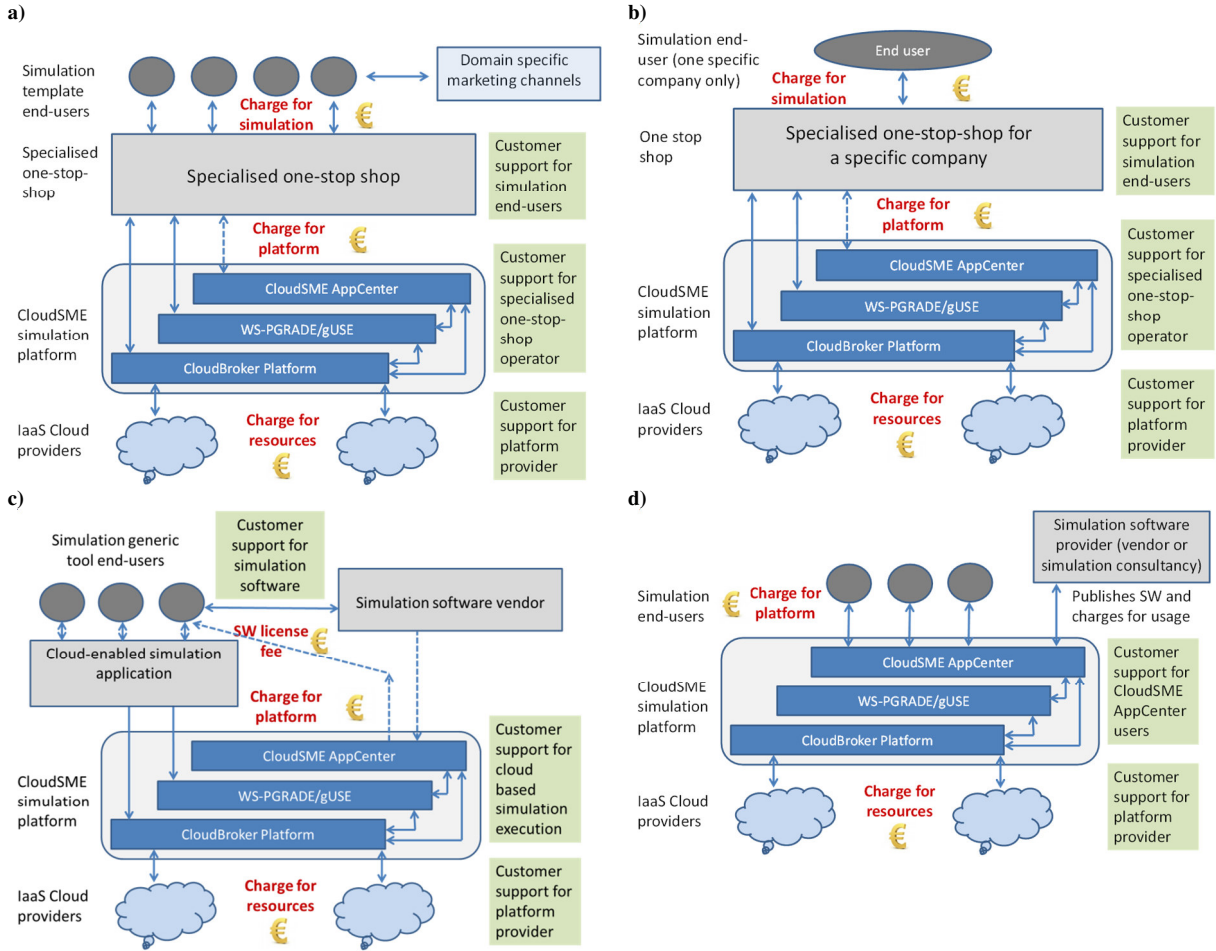 a)
Simulation
template
end-users
Domain specific
marketing channels
Charge for
simulation
€
Specialised
one-stop-
shop
Specialised one-stop shop
Customer
support for
simulation
end-users
Charge for
platform
€
CloudSME
simulation
platform
CloudSME AppCenter
WS-PGRADE/gUSE
CloudBroker Platform
Customer
support for
specialised
one-stop-
shop
operator
IaaS Cloud
providers
Charge for
resources
€
Customer
support for
platform
provider
b)
Simulation end-
user (one specific
company only)
End user
Charge for
simulation
€
One stop
shop
Specialised one-stop-shop for
a specific company
Customer
support for
simulation
end-users
Charge for
platform
€
CloudSME
simulation
platform
CloudSME AppCenter
WS-PGRADE/gUSE
CloudBroker Platform
Customer
support for
specialised
one-stop-
shop
operator
IaaS Cloud
providers
Charge for
resources
€
Customer
support for
platform
provider
c)
Simulation generic
tool end-users
Customer
support for
simulation
software
Simulation software vendor
SW license
fee
€
Cloud-enabled simulation
application
Charge for
platform
€
CloudSME
simulation
platform
CloudSME AppCenter
WS-PGRADE/gUSE
CloudBroker Platform
Customer
support for
cloud
based
simulation
execution
IaaS Cloud
providers
Charge for
resources
€
Customer
support for
platform
provider
d)
Simulation software
provider (vendor or
simulation consultancy)
Simulation
end-users
€
Charge for
platform
Publishes SW and
charges for usage
CloudSME
simulation
platform
CloudSME AppCenter
WS-PGRADE/gUSE
CloudBroker Platform
Customer
support for
CloudSME
AppCenter
users
IaaS Cloud
providers
Charge for
resources
€
Customer
support for
platform
provider